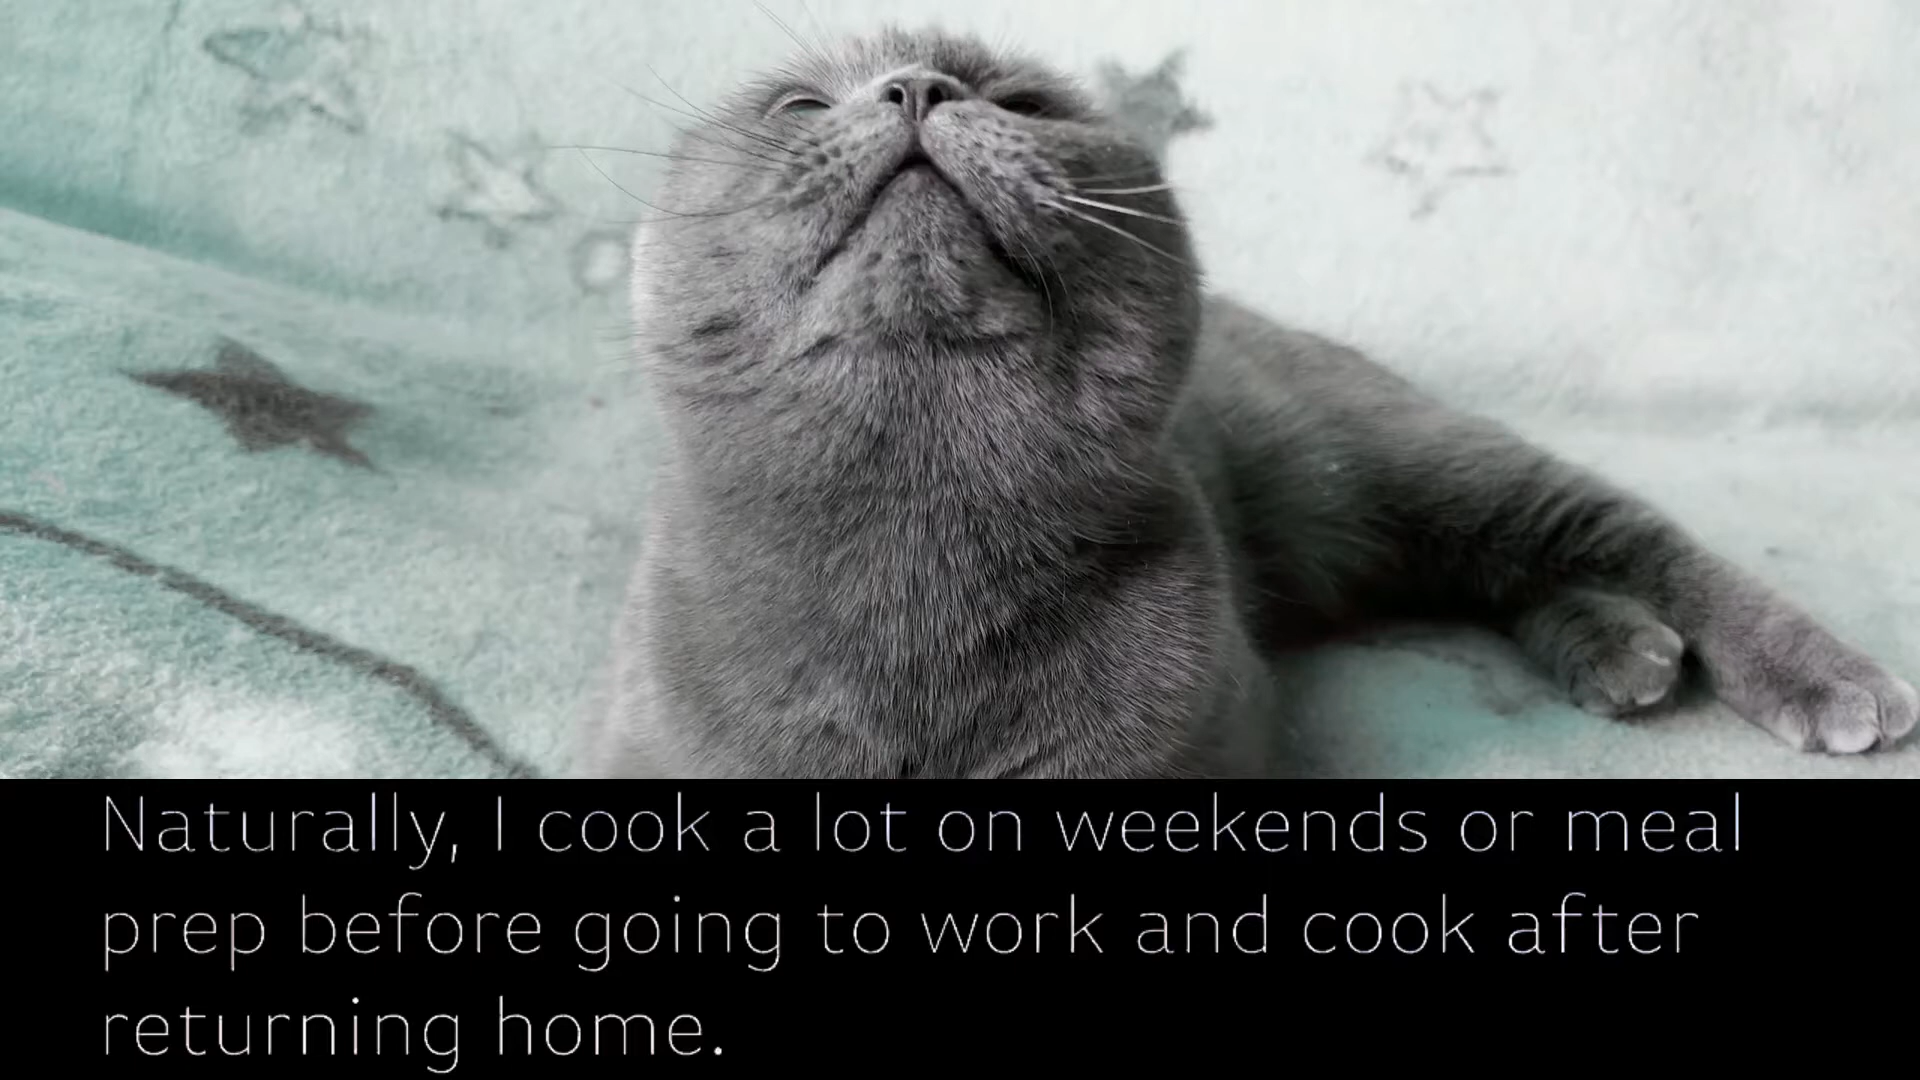 Naturally, I cook a lot on weekends or meal
prep before going to work and cook after
returning home.